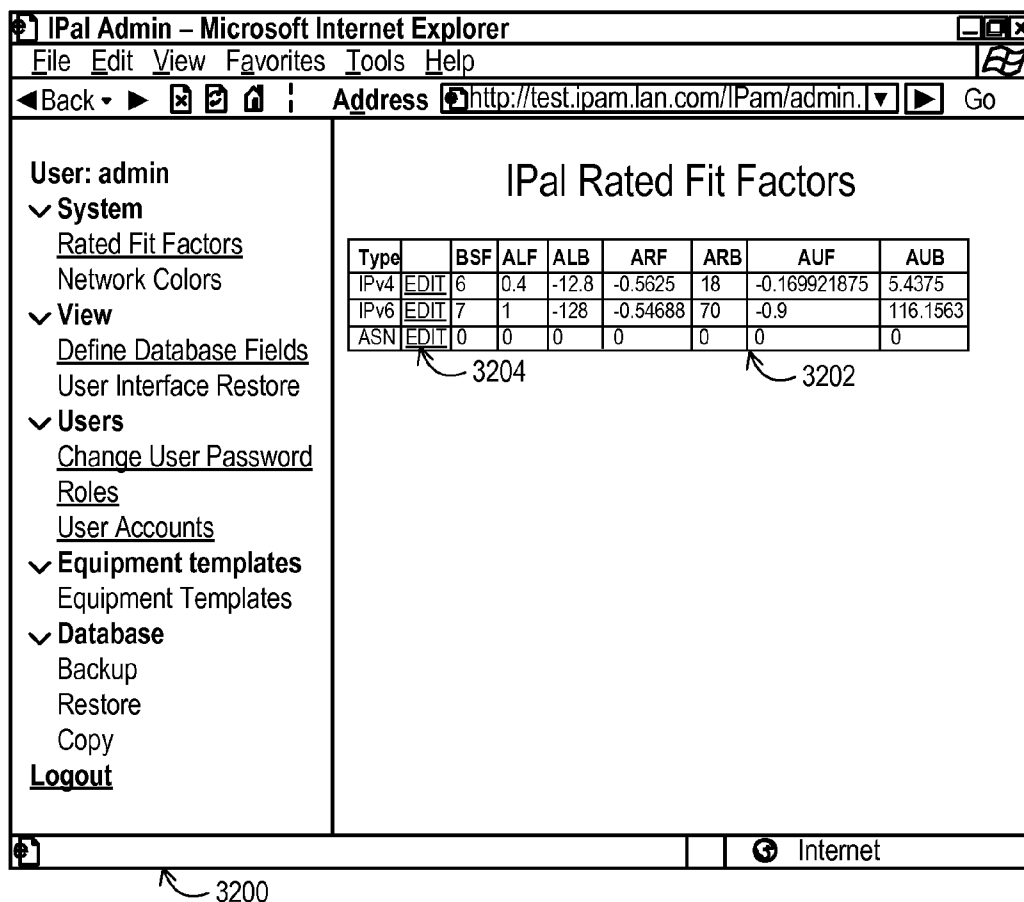 IPal Admin – Microsoft Internet Explorer
File Edit View Favorites Tools Help
Back Address http://test.ipam.lan.com/IPam/admin. Go
User: admin
System
Rated Fit Factors
Network Colors
View
Define Database Fields
User Interface Restore
Users
Change User Password
Roles
User Accounts
Equipment templates
Equipment Templates
Database
Backup
Restore
Copy
Logout
IPal Rated Fit Factors
Type BSF ALF ALB ARF ARB AUF AUB
IPv4 EDIT 6 0.4 -12.8 -0.5625 18 -0.169921875 5.4375
IPv6 EDIT 7 1 -128 -0.54688 70 -0.9 116.1563
ASN EDIT 0 0 0 0 0 0 0
3204 3202
Internet
3200